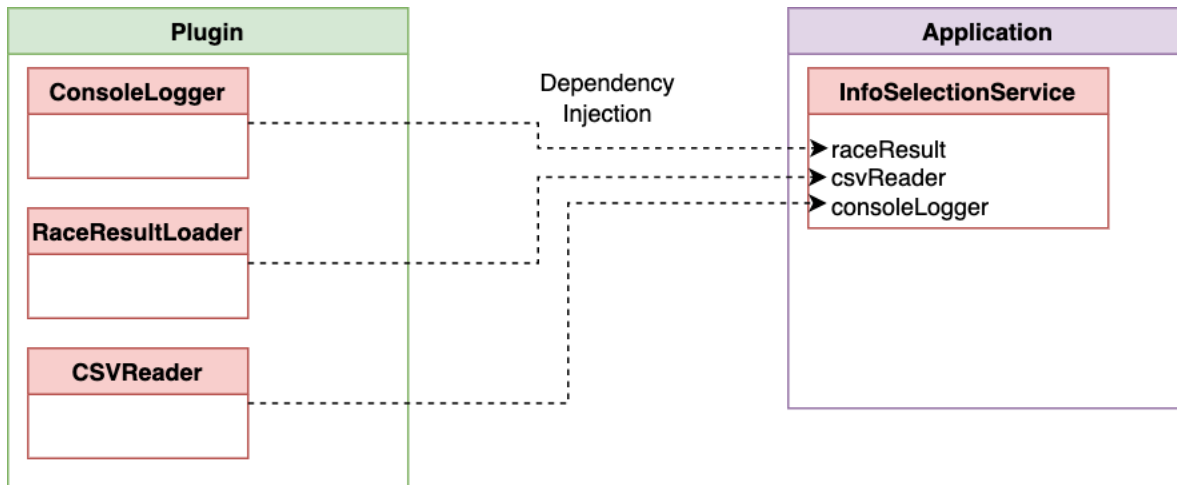 Plugin
ConsoleLogger
RaceResultLoader
CSVReader
Dependency
Injection
Application
InfoSelectionService
raceResult
csvReader
consoleLogger